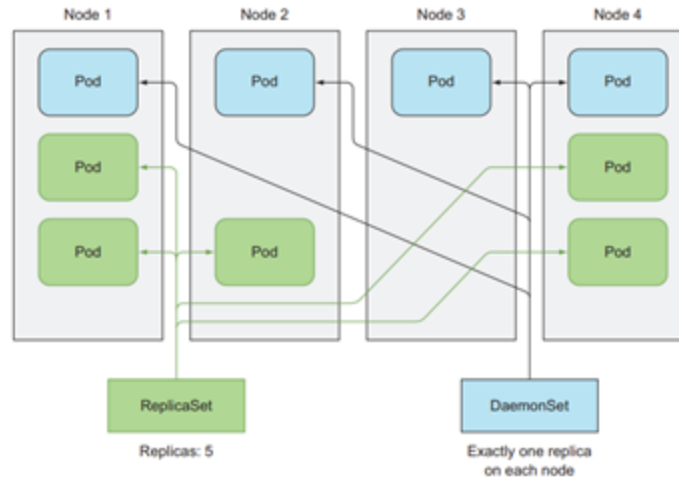 Node 1
Node 2
Node 3
Node 4
Pod
Pod
Pod
Pod
Pod
Pod
Pod
Pod
Pod
ReplicaSet
DaemonSet
Replicas: 5
Exactly one replica
on each node